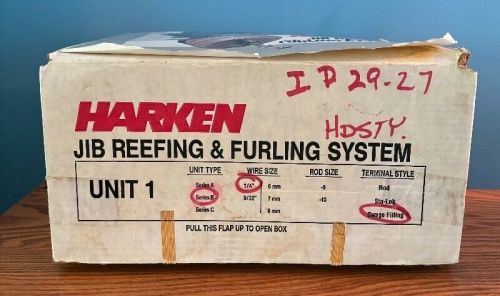 I D 29-27
HARKEN
HDSTY.
JIB REEFING & FURLING SYSTEM
UNIT TYPE WIRE SIZE ROD SIZE TERMINAL STYLE
UNIT 1
Series A 1/4" 6 mm -8 Rod
Series B 9/32" 7 mm -10 Sta-Lok
Series C 8 mm Swage Fitting
PULL THIS FLAP UP TO OPEN BOX